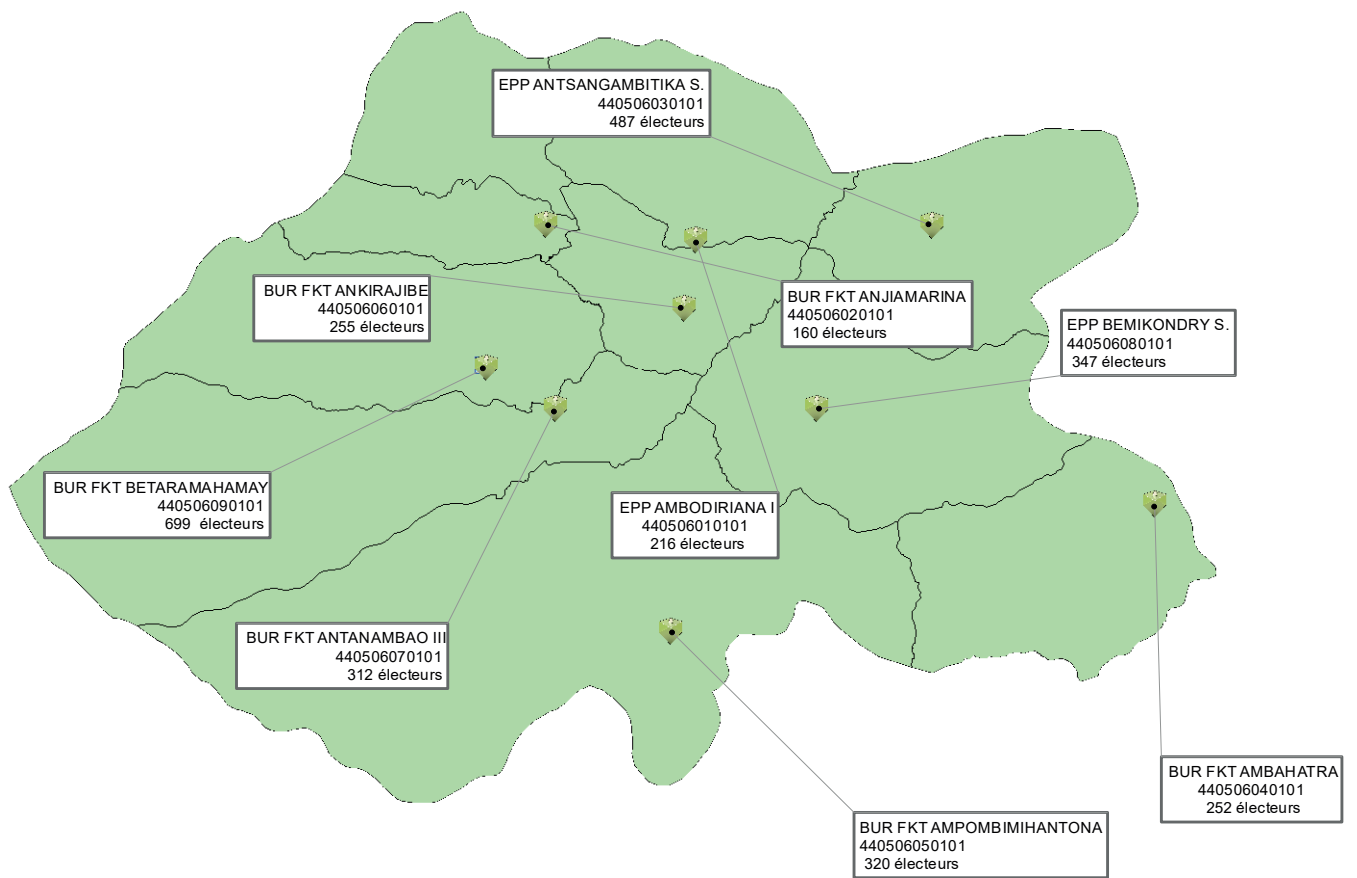 EPP ANTSANGAMBITIKA S.
440506030101
487 électeurs
BUR FKT ANKIRAJIBE
440506060101
255 électeurs
BUR FKT ANJIAMARINA
440506020101
160 électeurs
EPP BEMIKONDRY S.
440506080101
347 électeurs
BUR FKT BETARAMAHAMAY
440506090101
699 électeurs
EPP AMBODIRIANA I
440506010101
216 électeurs
BUR FKT ANTANAMBAO III
440506070101
312 électeurs
BUR FKT AMBAHATRA
440506040101
252 électeurs
BUR FKT AMPOMBIMIHANTONA
440506050101
320 électeurs